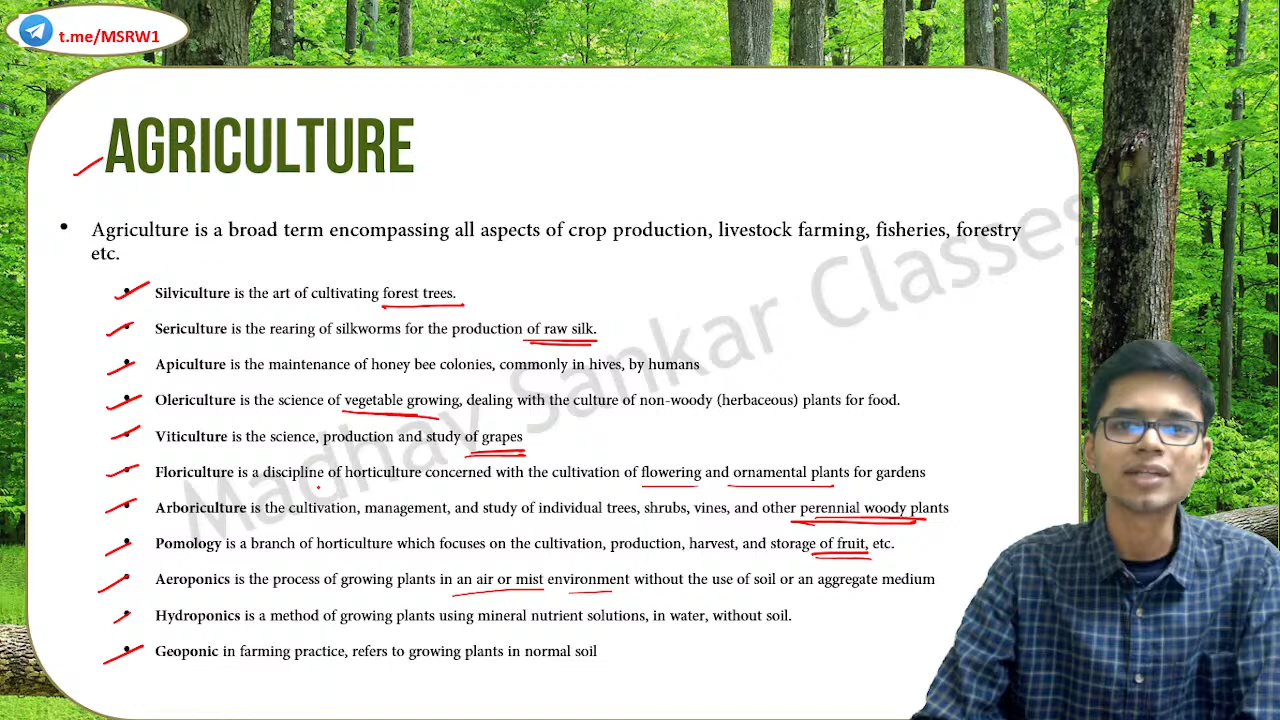 t.me/MSRW1
AGRICULTURE
• Agriculture is a broad term encompassing all aspects of crop production, livestock farming, fisheries, forestry
etc.
• Silviculture is the art of cultivating forest trees.
• Sericulture is the rearing of silkworms for the production of raw silk.
• Apiculture is the maintenance of honey bee colonies, commonly in hives, by humans
• Olericulture is the science of vegetable growing, dealing with the culture of non-woody (herbaceous) plants for food.
• Viticulture is the science, production and study of grapes
• Floriculture is a discipline of horticulture concerned with the cultivation of flowering and ornamental plants for gardens
• Arboriculture is the cultivation, management, and study of individual trees, shrubs, vines, and other perennial woody plants
• Pomology is a branch of horticulture which focuses on the cultivation, production, harvest, and storage of fruit, etc.
• Aeroponics is the process of growing plants in an air or mist environment without the use of soil or an aggregate medium
• Hydroponics is a method of growing plants using mineral nutrient solutions, in water, without soil.
• Geoponic in farming practice, refers to growing plants in normal soil
Madhav Sankar Classes